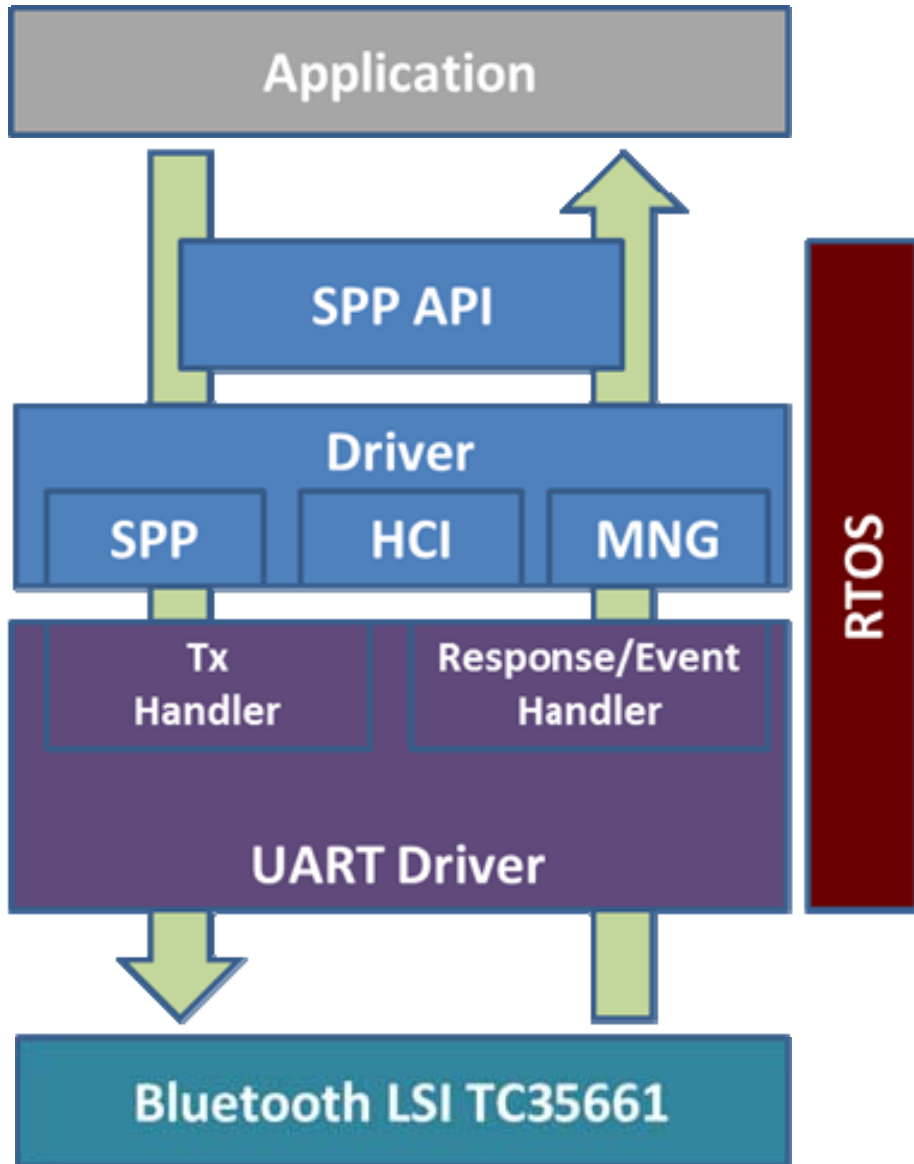 Application
SPP API
Driver
SPP
HCI
MNG
Tx
Handler
Response/Event
Handler
UART Driver
RTOS
Bluetooth LSI TC35661